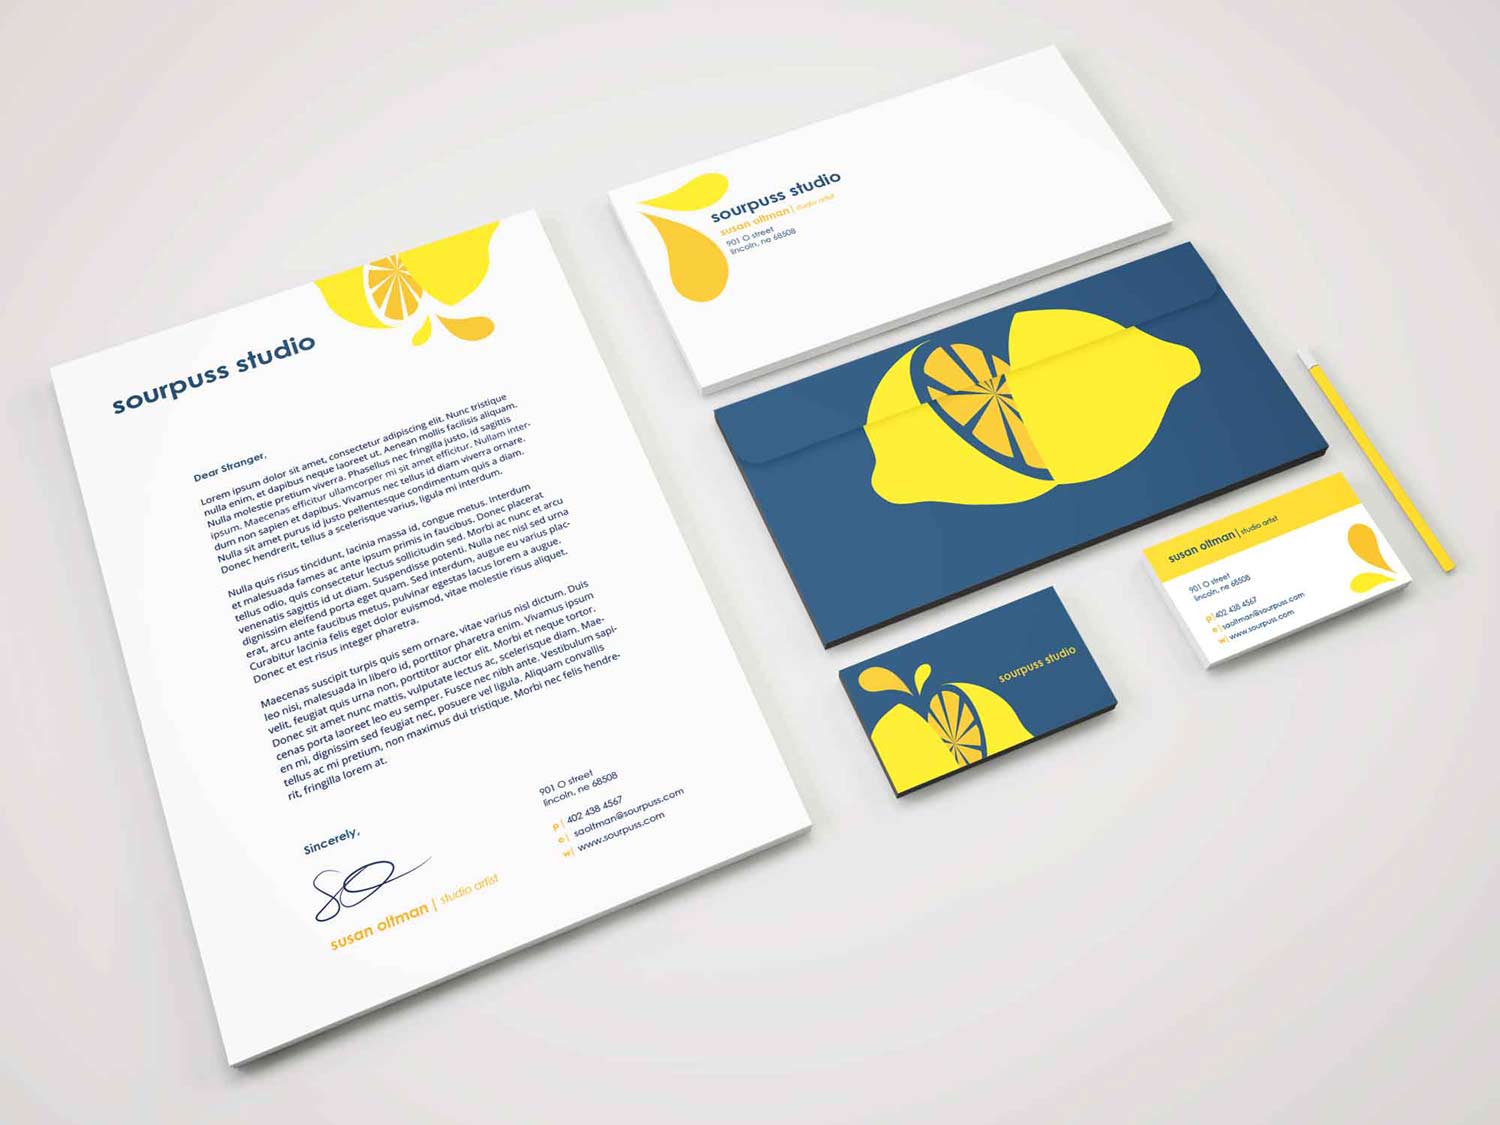 sourpuss studio
Dear Stranger,
Lorem ipsum dolor sit amet, consectetur adipiscing elit. Nunc tristique
nulla enim, et dapibus neque laoreet ut. Aenean mollis facilisis aliquam.
Nulla molestie pretium viverra. Phasellus nec fringilla justo, id sagittis
ipsum. Maecenas efficitur ullamcorper mi sit amet efficitur. Nullam inter-
dum non sapien et dapibus. Vivamus nec tellus id diam viverra ornare.
Nulla sit amet purus id justo pellentesque condimentum quis a diam.
Donec hendrerit, tellus a scelerisque varius, ligula mi interdum.
Nulla quis risus tincidunt, lacinia massa id, congue metus. Interdum
et malesuada fames ac ante ipsum primis in faucibus. Donec placerat
tellus odio, quis consectetur lectus sollicitudin sed. Morbi ac nunc et arcu
venenatis sagittis id ut diam. Suspendisse potenti. Nulla nec nisl sed urna
dignissim eleifend porta eget quam. Sed interdum, augue eu varius plac-
erat, arcu ante faucibus metus, pulvinar egestas lacus lorem a augue.
Curabitur lacinia felis eget dolor euismod, vitae molestie risus aliquet.
Donec et est risus integer pharetra.
Maecenas suscipit turpis quis sem ornare, vitae varius nisl dictum. Duis
leo nisi, malesuada in libero id, porttitor pharetra enim. Vivamus ipsum
velit, feugiat quis urna non, porttitor auctor elit. Morbi et neque tortor.
Donec sit amet nunc mattis, vulputate lectus ac, scelerisque diam. Mae-
cenas porta laoreet leo eu semper. Fusce nec nibh ante. Vestibulum sapi-
en mi, dignissim sed feugiat nec, posuere vel ligula. Aliquam convallis
tellus ac mi pretium, non maximus dui tristique. Morbi nec felis hendre-
rit, fringilla lorem at.
Sincerely,
SO
susan oltman | studio artist
901 O street
lincoln, ne 68508
p| 402 438 4567
e| saoltman@sourpuss.com
w| www.sourpuss.com
sourpuss studio
susan oltman | studio artist
901 O street
lincoln, ne 68508
sourpuss studio
susan oltman | studio artist
901 O street
lincoln, ne 68508
p| 402 438 4567
e| saoltman@sourpuss.com
w| www.sourpuss.com